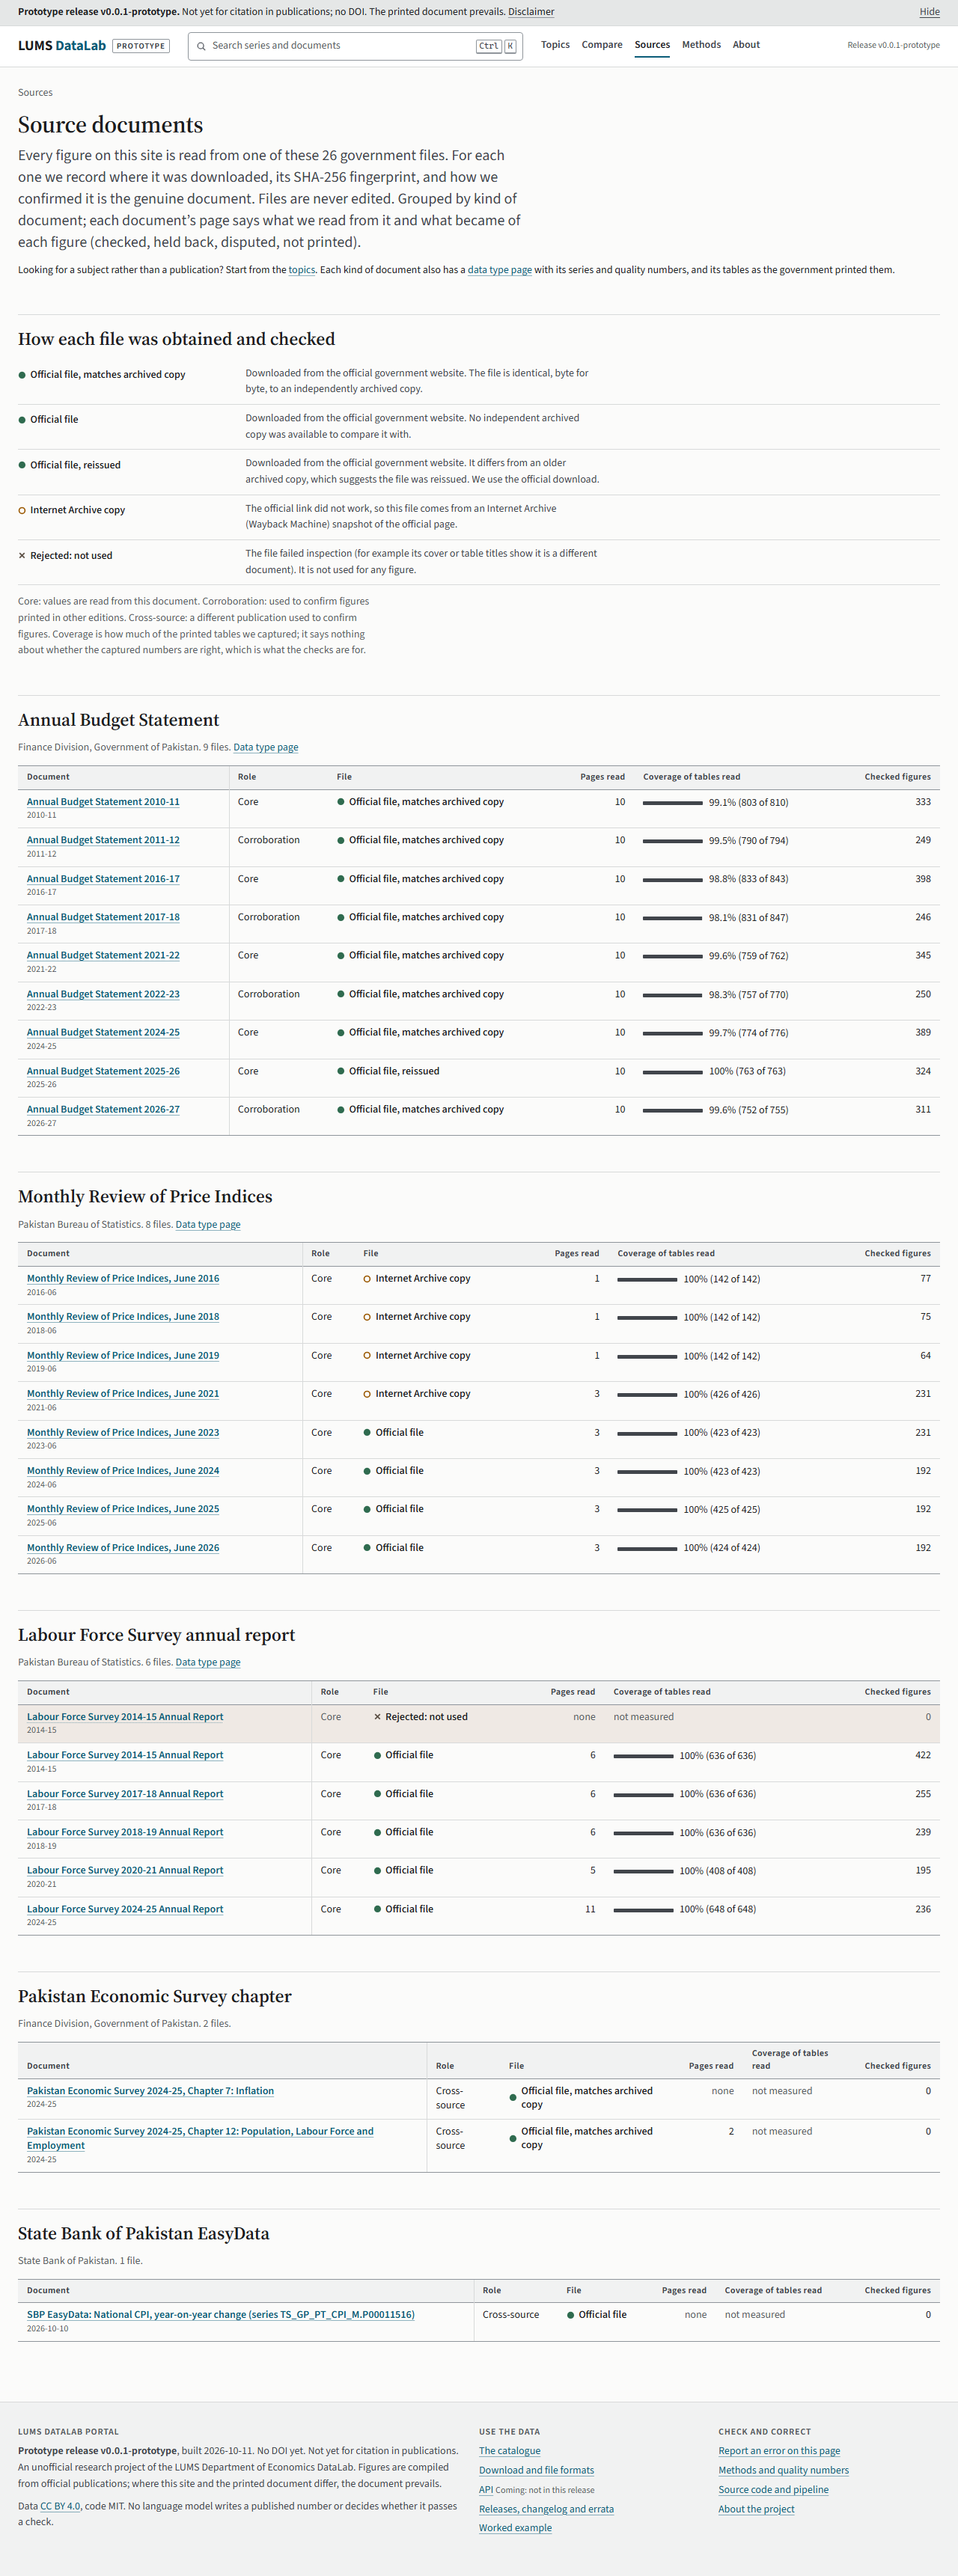 Prototype release v0.0.1-prototype. Not yet for citation in publications; no DOI. The printed document prevails. Disclaimer Hide
LUMS DataLab PROTOTYPE Search series and documents Ctrl K Topics Compare Sources Methods About Release v0.0.1-prototype
Sources
Source documents
Every figure on this site is read from one of these 26 government files. For each
one we record where it was downloaded, its SHA-256 fingerprint, and how we
confirmed it is the genuine document. Files are never edited. Grouped by kind of
document; each document’s page says what we read from it and what became of
each figure (checked, held back, disputed, not printed).
Looking for a subject rather than a publication? Start from the topics. Each kind of document also has a data type page with its series and quality numbers, and its tables as the government printed them.
How each file was obtained and checked
Official file, matches archived copy
Downloaded from the official government website. The file is identical, byte for
byte, to an independently archived copy.
Official file
Downloaded from the official government website. No independent archived
copy was available to compare it with.
Official file, reissued
Downloaded from the official government website. It differs from an older
archived copy, which suggests the file was reissued. We use the official download.
Internet Archive copy
The official link did not work, so this file comes from an Internet Archive
(Wayback Machine) snapshot of the official page.
× Rejected: not used
The file failed inspection (for example its cover or table titles show it is a different
document). It is not used for any figure.
Core: values are read from this document. Corroboration: used to confirm figures
printed in other editions. Cross-source: a different publication used to confirm
figures. Coverage is how much of the printed tables we captured; it says nothing
about whether the captured numbers are right, which is what the checks are for.
Annual Budget Statement
Finance Division, Government of Pakistan. 9 files. Data type page
Document Role File Pages read Coverage of tables read Checked figures
Annual Budget Statement 2010-11 Core Official file, matches archived copy 10 99.1% (803 of 810) 333
2010-11
Annual Budget Statement 2011-12 Corroboration Official file, matches archived copy 10 99.5% (790 of 794) 249
2011-12
Annual Budget Statement 2016-17 Core Official file, matches archived copy 10 98.8% (833 of 843) 398
2016-17
Annual Budget Statement 2017-18 Corroboration Official file, matches archived copy 10 98.1% (831 of 847) 246
2017-18
Annual Budget Statement 2021-22 Core Official file, matches archived copy 10 99.6% (759 of 762) 345
2021-22
Annual Budget Statement 2022-23 Corroboration Official file, matches archived copy 10 98.3% (757 of 770) 250
2022-23
Annual Budget Statement 2024-25 Core Official file, matches archived copy 10 99.7% (774 of 776) 389
2024-25
Annual Budget Statement 2025-26 Core Official file, reissued 10 100% (763 of 763) 324
2025-26
Annual Budget Statement 2026-27 Corroboration Official file, matches archived copy 10 99.6% (752 of 755) 311
2026-27
Monthly Review of Price Indices
Pakistan Bureau of Statistics. 8 files. Data type page
Document Role File Pages read Coverage of tables read Checked figures
Monthly Review of Price Indices, June 2016 Core Internet Archive copy 1 100% (142 of 142) 77
2016-06
Monthly Review of Price Indices, June 2018 Core Internet Archive copy 1 100% (142 of 142) 75
2018-06
Monthly Review of Price Indices, June 2019 Core Internet Archive copy 1 100% (142 of 142) 64
2019-06
Monthly Review of Price Indices, June 2021 Core Internet Archive copy 3 100% (426 of 426) 231
2021-06
Monthly Review of Price Indices, June 2023 Core Official file 3 100% (423 of 423) 231
2023-06
Monthly Review of Price Indices, June 2024 Core Official file 3 100% (423 of 423) 192
2024-06
Monthly Review of Price Indices, June 2025 Core Official file 3 100% (425 of 425) 192
2025-06
Monthly Review of Price Indices, June 2026 Core Official file 3 100% (424 of 424) 192
2026-06
Labour Force Survey annual report
Pakistan Bureau of Statistics. 6 files. Data type page
Document Role File Pages read Coverage of tables read Checked figures
Labour Force Survey 2014-15 Annual Report Core × Rejected: not used none not measured 0
2014-15
Labour Force Survey 2014-15 Annual Report Core Official file 6 100% (636 of 636) 422
2014-15
Labour Force Survey 2017-18 Annual Report Core Official file 6 100% (636 of 636) 255
2017-18
Labour Force Survey 2018-19 Annual Report Core Official file 6 100% (636 of 636) 239
2018-19
Labour Force Survey 2020-21 Annual Report Core Official file 5 100% (408 of 408) 195
2020-21
Labour Force Survey 2024-25 Annual Report Core Official file 11 100% (648 of 648) 236
2024-25
Pakistan Economic Survey chapter
Finance Division, Government of Pakistan. 2 files.
Document Role File Pages read Coverage of tables read Checked figures
Pakistan Economic Survey 2024-25, Chapter 7: Inflation Cross-source Official file, matches archived copy none not measured 0
2024-25
Pakistan Economic Survey 2024-25, Chapter 12: Population, Labour Force and Employment Cross-source Official file, matches archived copy 2 not measured 0
2024-25
State Bank of Pakistan EasyData
State Bank of Pakistan. 1 file.
Document Role File Pages read Coverage of tables read Checked figures
SBP EasyData: National CPI, year-on-year change (series TS_GP_PT_CPI_M.P00011516) Cross-source Official file none not measured 0
2026-10-10
LUMS DATALAB PORTAL
Prototype release v0.0.1-prototype, built 2026-10-11. No DOI yet. Not yet for citation in publications.
An unofficial research project of the LUMS Department of Economics DataLab. Figures are compiled
from official publications; where this site and the printed document differ, the document prevails.
Data CC BY 4.0, code MIT. No language model writes a published number or decides whether it passes
a check.
USE THE DATA
The catalogue
Download and file formats
API Coming: not in this release
Releases, changelog and errata
Worked example
CHECK AND CORRECT
Report an error on this page
Methods and quality numbers
Source code and pipeline
About the project